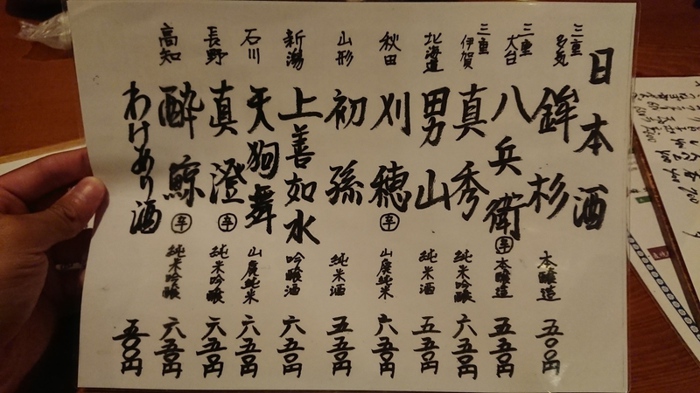 日本酒
三重 多気 鉾杉 本醸造 五〇〇円
三重 大台 八兵衛 辛 本醸造 五五〇円
三重 伊賀 真秀 純米吟醸 六五〇円
北海道 男山 純米酒 五五〇円
秋田 刈穂 辛 山廃純米 六五〇円
山形 初孫 純米酒 五五〇円
新潟 上善如水 吟醸酒 六五〇円
石川 天狗舞 山廃純米 六五〇円
長野 真澄 辛 純米吟醸 六五〇円
高知 酔鯨 辛 純米吟醸 六五〇円
わけあり酒 五〇〇円